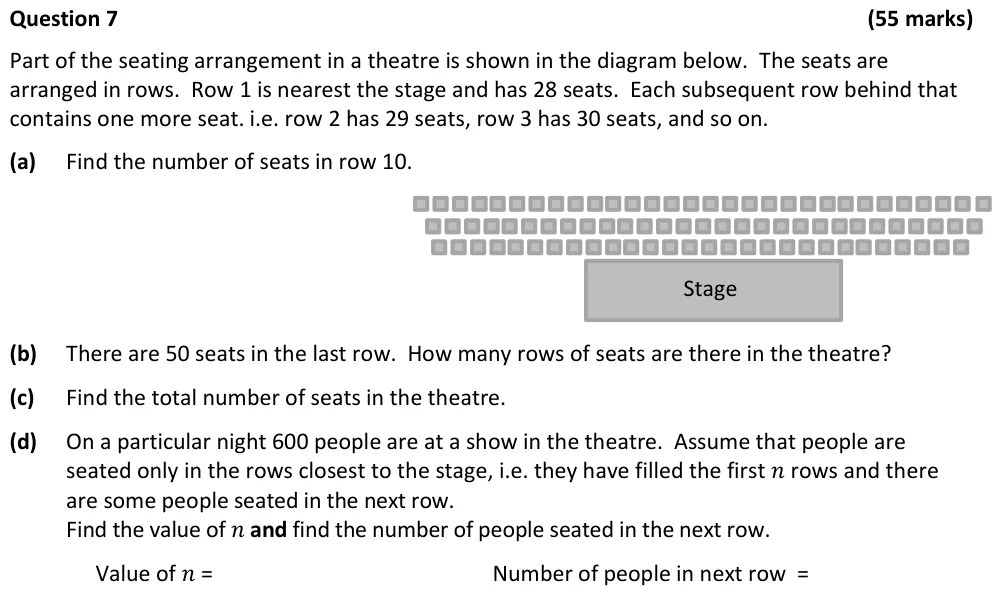 Question 7 (55 marks)
Part of the seating arrangement in a theatre is shown in the diagram below. The seats are
arranged in rows. Row 1 is nearest the stage and has 28 seats. Each subsequent row behind that
contains one more seat. i.e. row 2 has 29 seats, row 3 has 30 seats, and so on.
(a) Find the number of seats in row 10.
Stage
(b) There are 50 seats in the last row. How many rows of seats are there in the theatre?
(c) Find the total number of seats in the theatre.
(d) On a particular night 600 people are at a show in the theatre. Assume that people are
seated only in the rows closest to the stage, i.e. they have filled the first n rows and there
are some people seated in the next row.
Find the value of n and find the number of people seated in the next row.
Value of n = Number of people in next row =